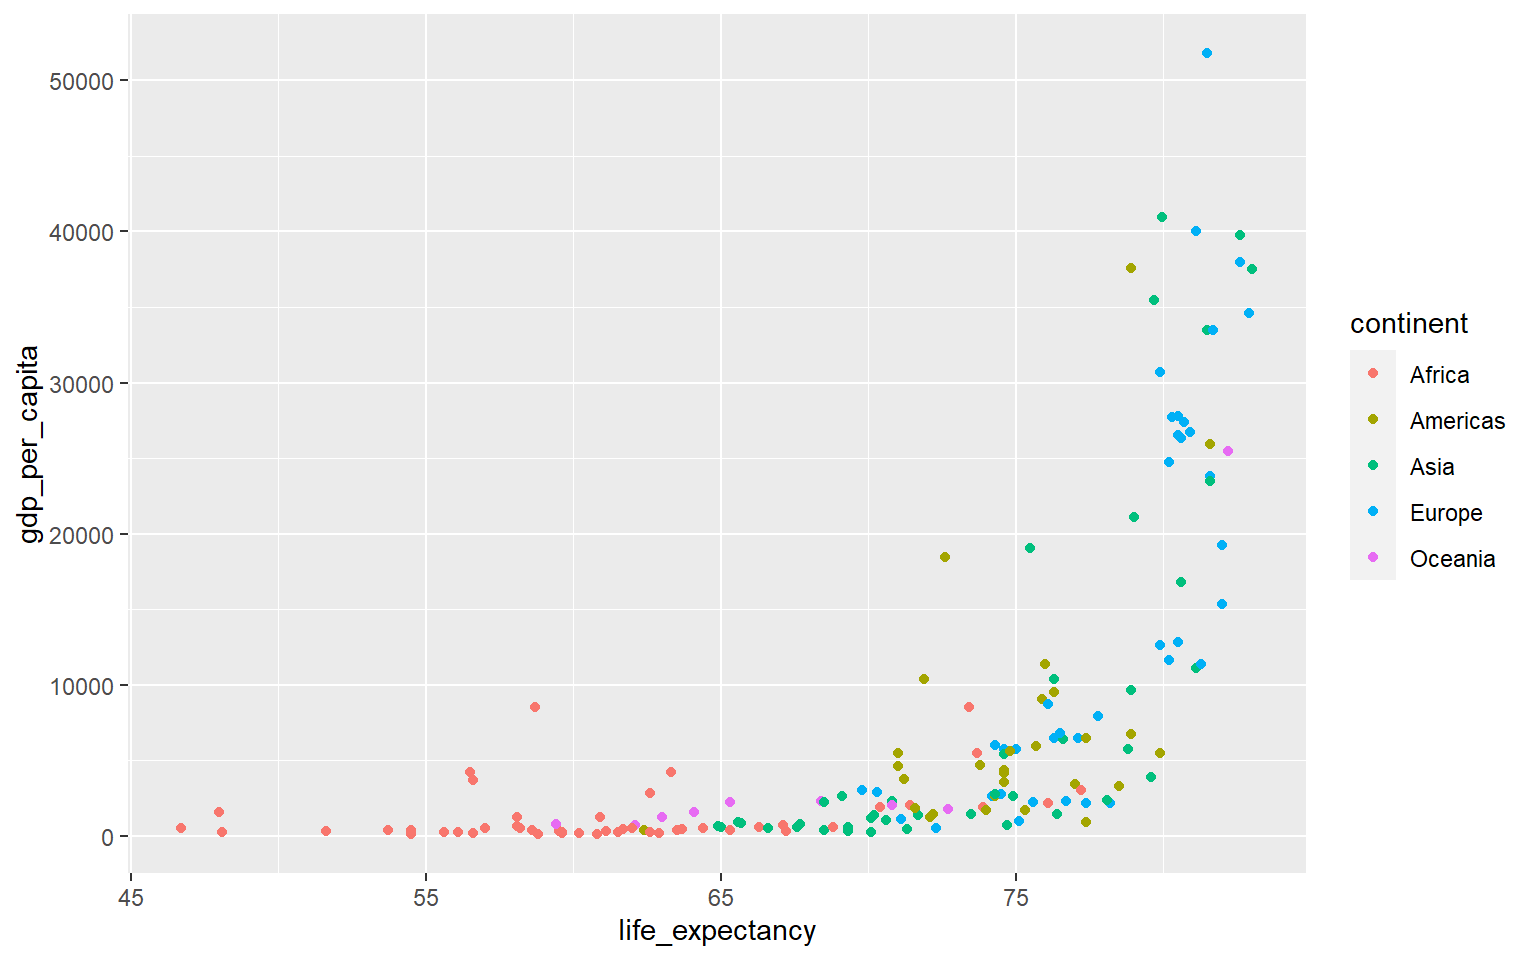 50000
40000
30000
20000
10000
0
gdp_per_capita
45
55
65
75
life_expectancy
continent
Africa
Americas
Asia
Europe
Oceania